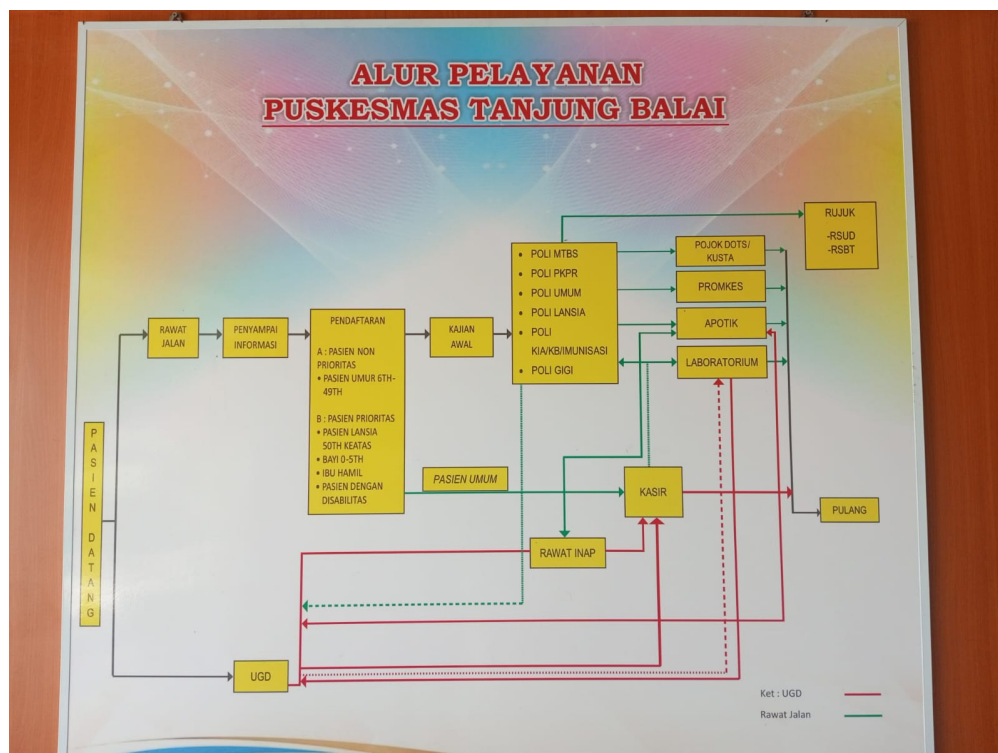 ALUR PELAYANAN
PUSKESMAS TANJUNG BALAI
PASIEN DATANG
RAWAT
JALAN
PENYAMPAI
INFORMASI
PENDAFTARAN
A : PASIEN NON
PRIORITAS
• PASIEN UMUR 6TH-
49TH
B : PASIEN PRIORITAS
• PASIEN LANSIA
50TH KEATAS
• BAYI 0-5TH
• IBU HAMIL
• PASIEN DENGAN
DISABILITAS
KAJIAN
AWAL
• POLI MTBS
• POLI PKPR
• POLI UMUM
• POLI LANSIA
• POLI
KIA/KB/IMUNISASI
• POLI GIGI
RUJUK
-RSUD
-RSBT
POJOK DOTS/
KUSTA
PROMKES
APOTIK
LABORATORIUM
PASIEN UMUM
KASIR
RAWAT INAP
PULANG
UGD
Ket : UGD
Rawat Jalan